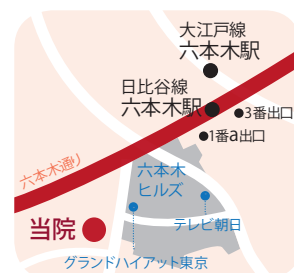 大江戸線
六本木駅
日比谷線
六本木駅
3番出口
1番a出口
六本木通り
六本木
ヒルズ
当院
テレビ朝日
グランドハイアット東京